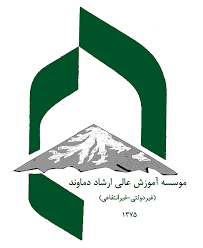 موسسه آموزش عالی ارشاد دماوند
(غیردولتی-غیرانتفاعی)
۱۳۷۵